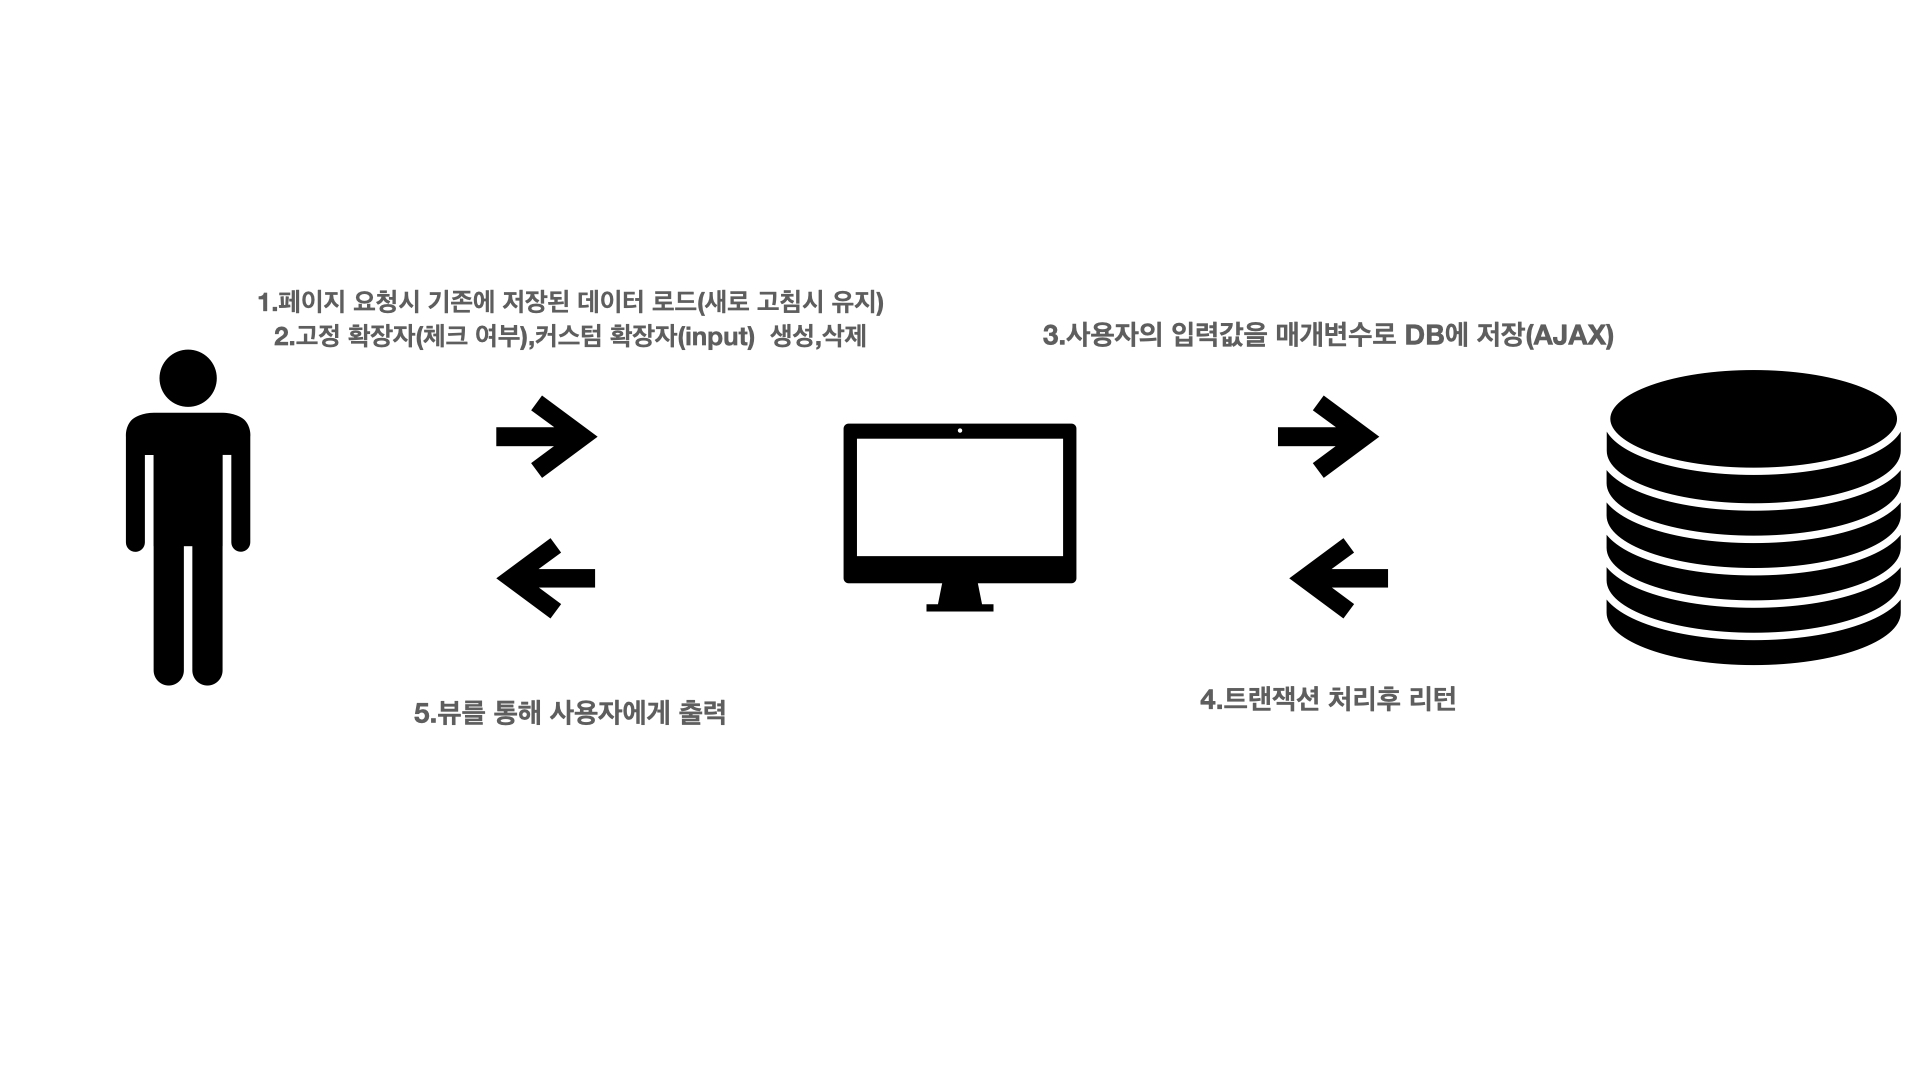 1.페이지 요청시 기존에 저장된 데이터 로드(새로 고침시 유지)
2.고정 확장자(체크 여부),커스텀 확장자(input)  생성,삭제
3.사용자의 입력값을 매개변수로 DB에 저장(AJAX)
4.트랜잭션 처리후 리턴
5.뷰를 통해 사용자에게 출력